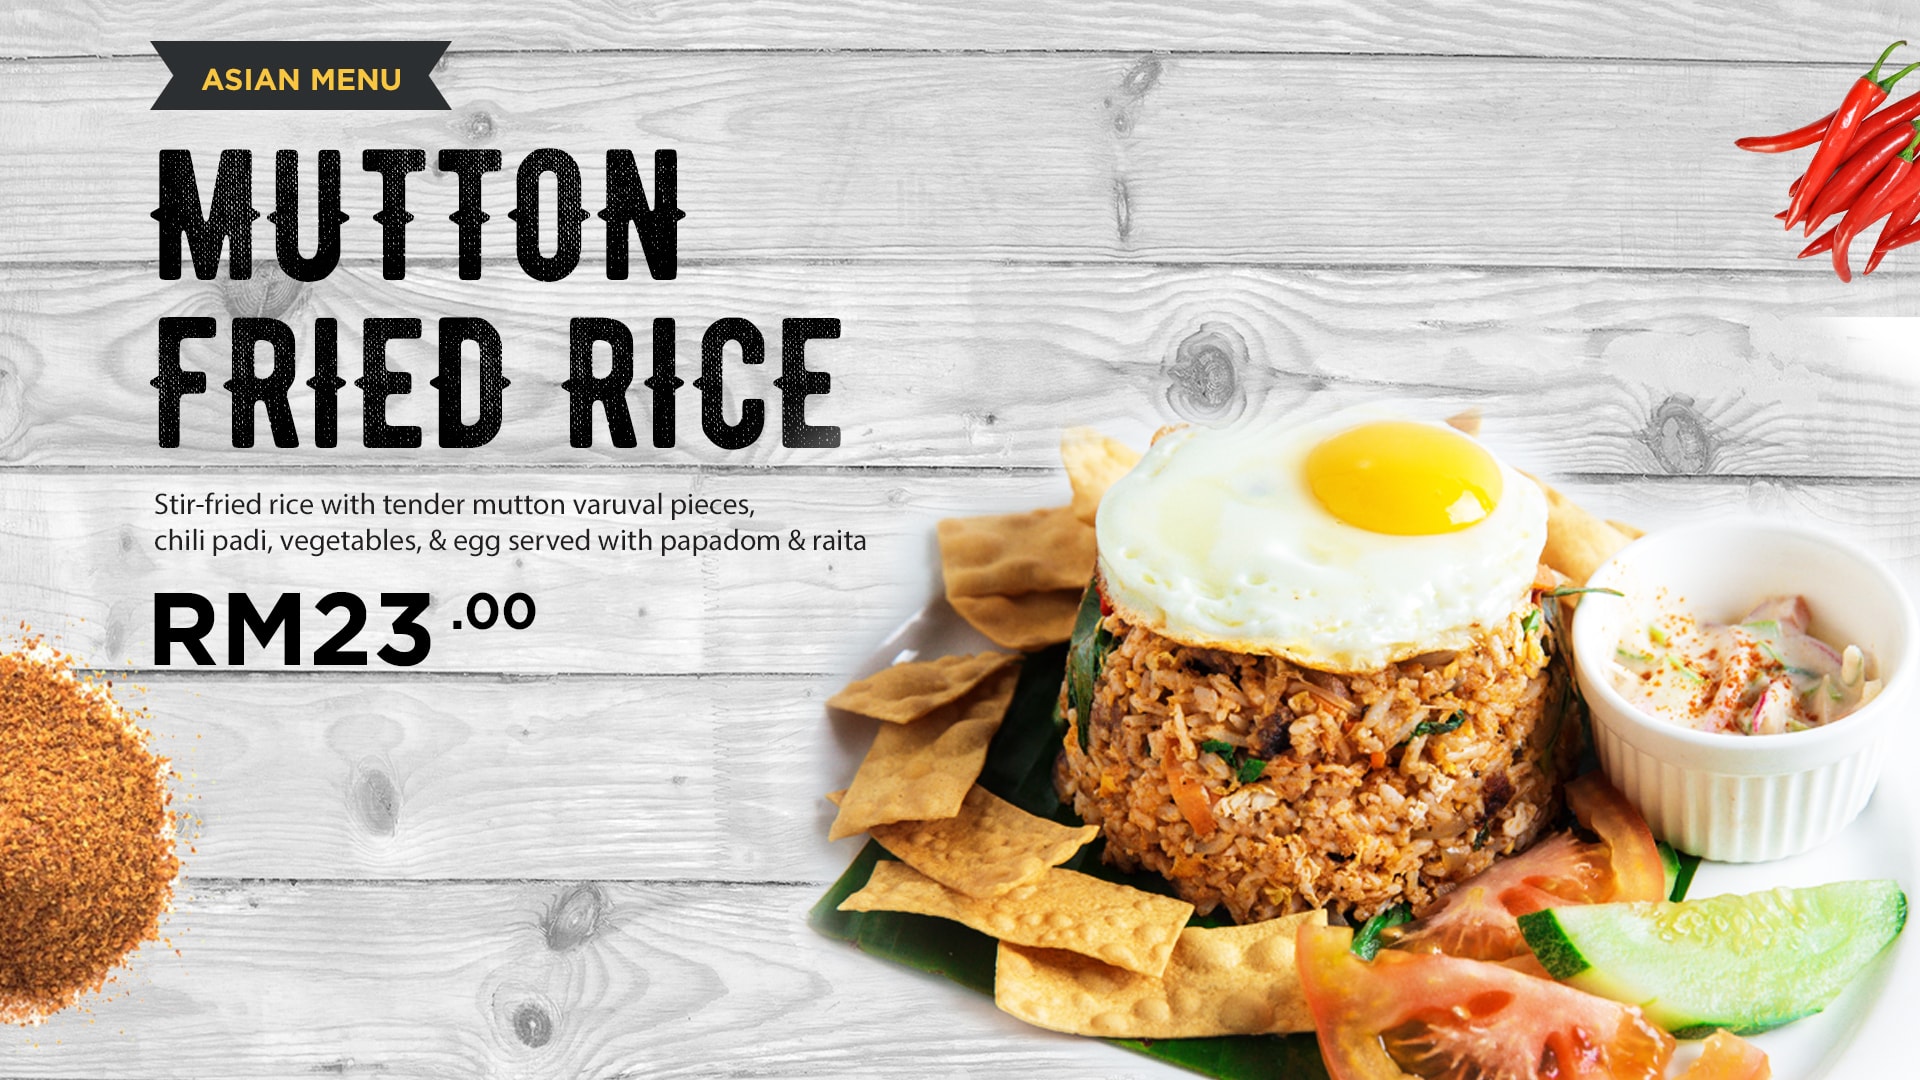 ASIAN MENU
MUTTON
FRIED RICE
Stir-fried rice with tender mutton varuval pieces,
chili padi, vegetables, & egg served with papadom & raita
RM23.00